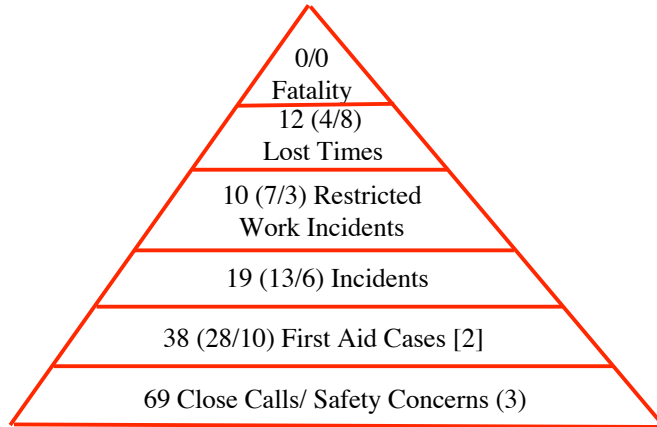 0/0
Fatality
12 (4/8)
Lost Times
10 (7/3) Restricted
Work Incidents
19 (13/6) Incidents
38 (28/10) First Aid Cases [2]
69 Close Calls/ Safety Concerns (3)